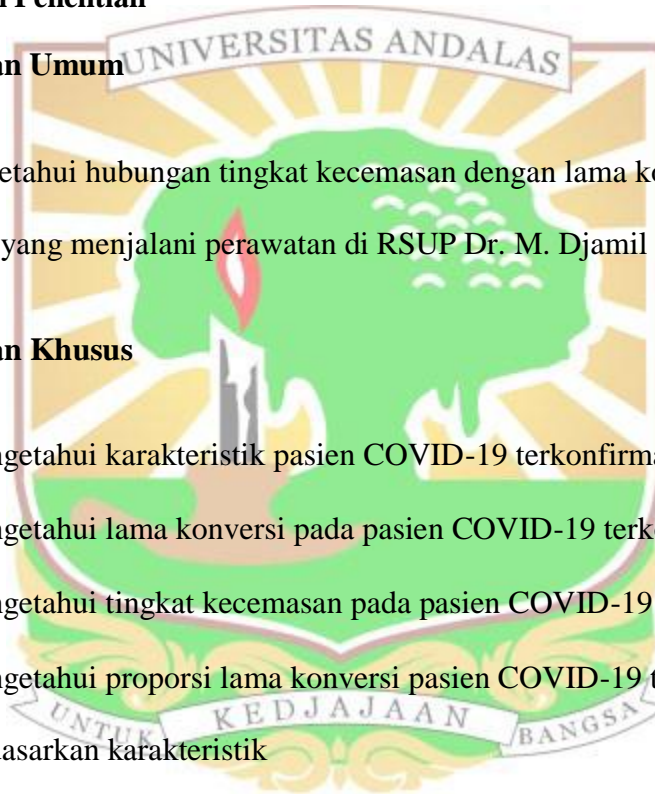 Penelitian
UNIVERSITAS ANDALAS
an Umum
etahui hubungan tingkat kecemasan dengan lama ko
yang menjalani perawatan di RSUP Dr. M. Djamil
an Khusus
ngetahui karakteristik pasien COVID-19 terkonfirma
ngetahui lama konversi pada pasien COVID-19 terk
ngetahui tingkat kecemasan pada pasien COVID-19
ngetahui proporsi lama konversi pasien COVID-19 t
UNTUK KEDJAJAAN BANGSA
dasarkan karakteristik